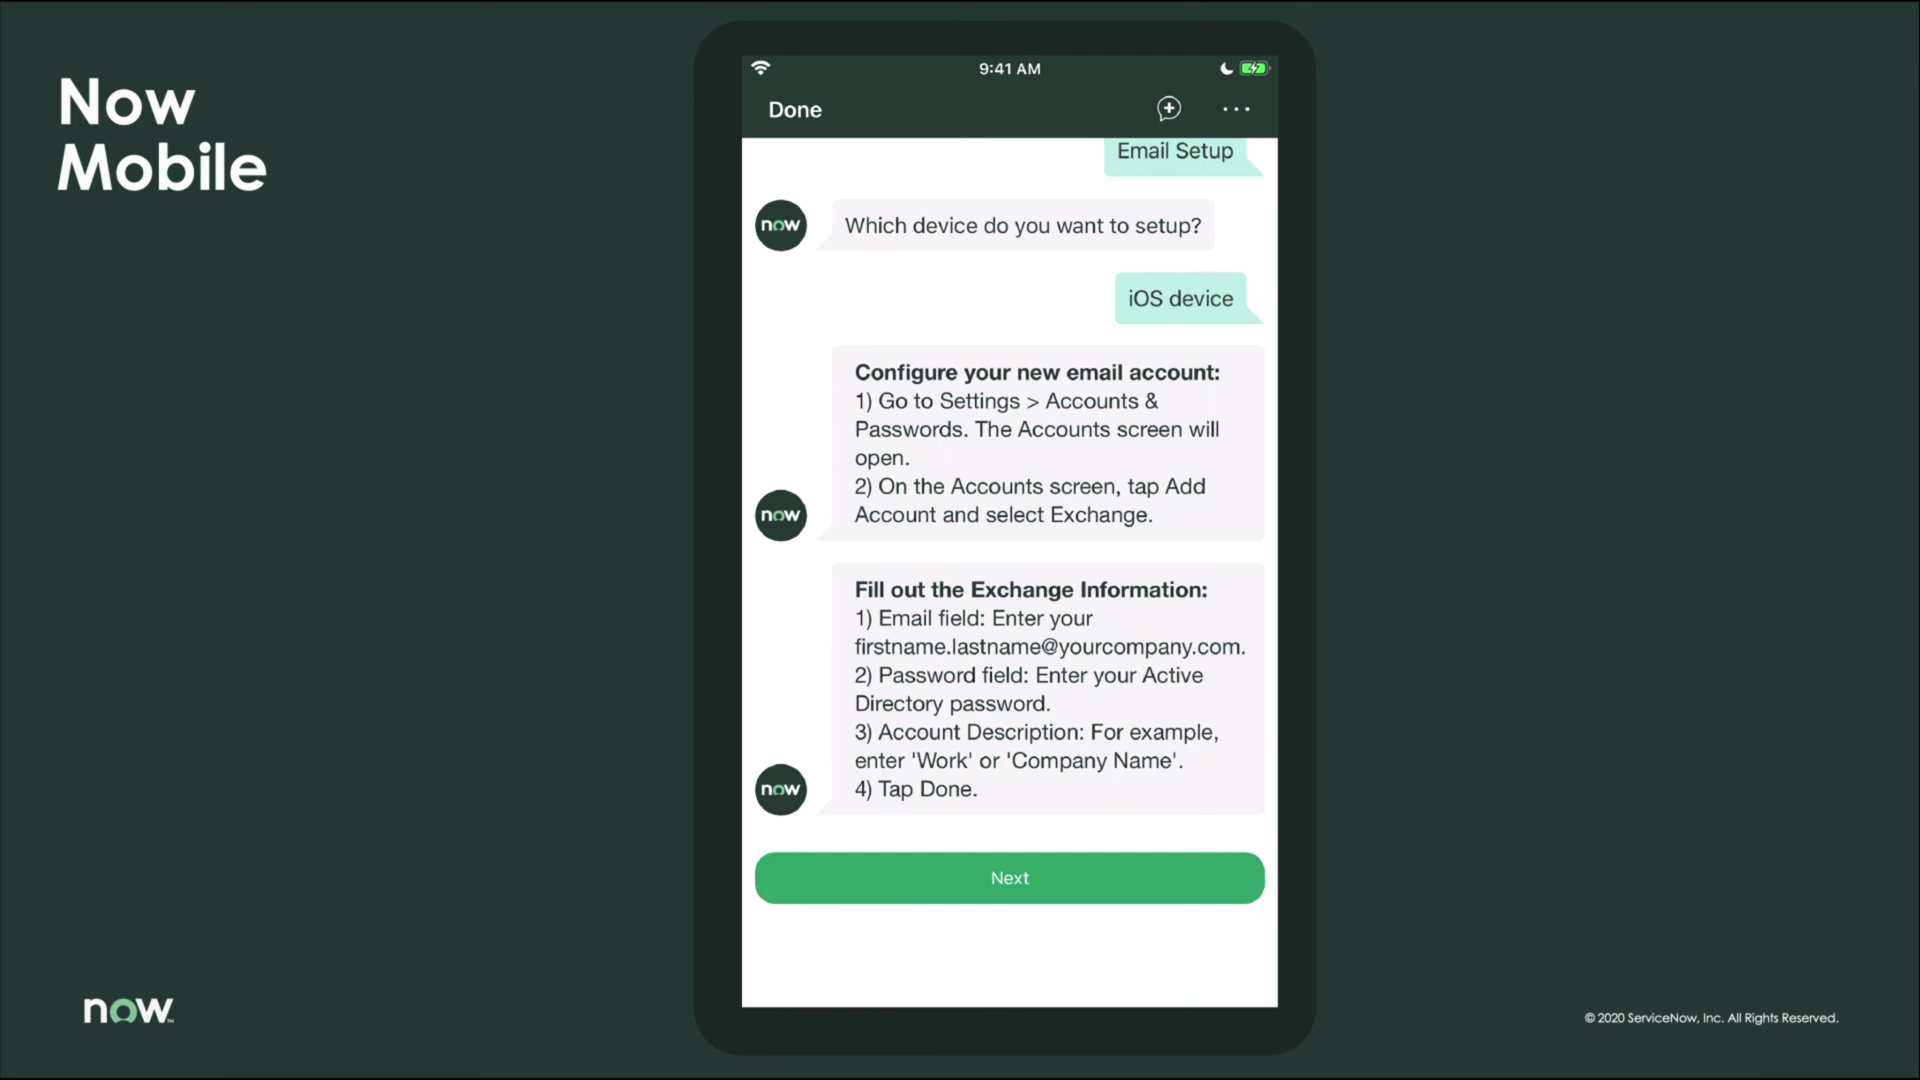 Now
Mobile
9:41 AM
Done
Email Setup
now
Which device do you want to setup?
iOS device
Configure your new email account:
1) Go to Settings > Accounts &
Passwords. The Accounts screen will
open.
2) On the Accounts screen, tap Add
Account and select Exchange.
now
Fill out the Exchange Information:
1) Email field: Enter your
firstname.lastname@yourcompany.com.
2) Password field: Enter your Active
Directory password.
3) Account Description: For example,
enter 'Work' or 'Company Name'.
4) Tap Done.
now
Next
now™
© 2020 ServiceNow, Inc. All Rights Reserved.